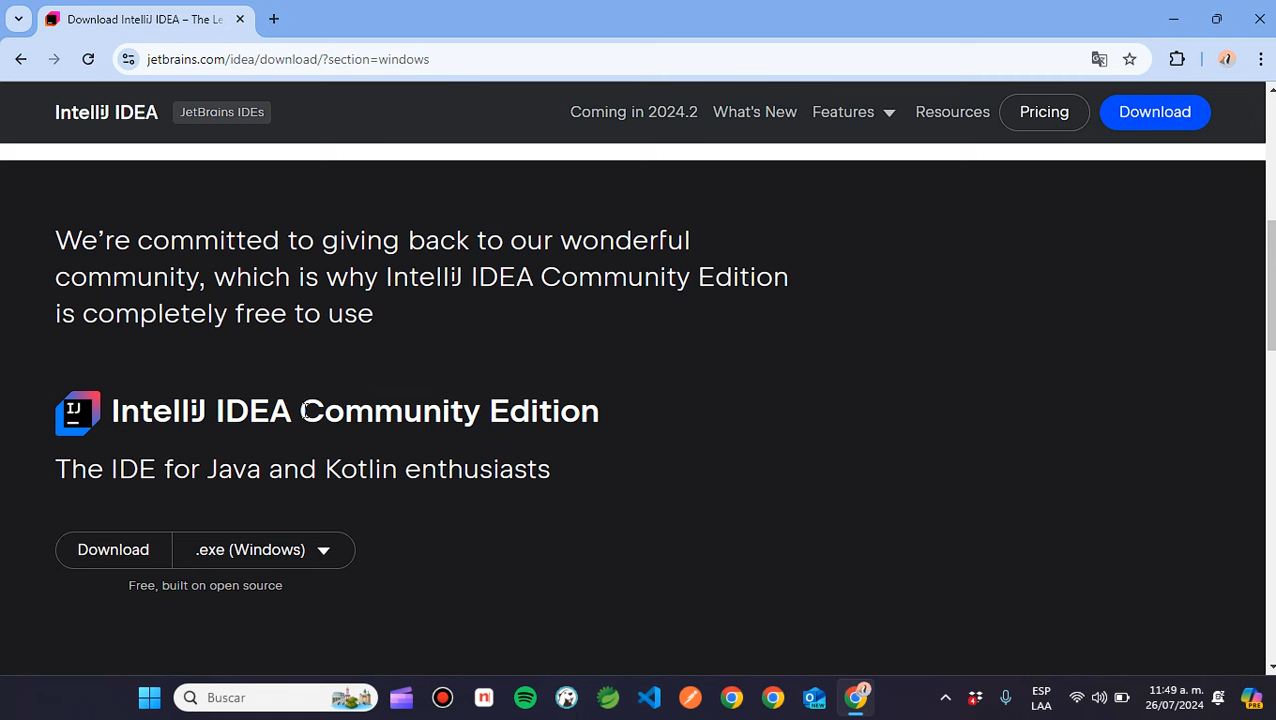 Download IntelliJ IDEA – The Le
jetbrains.com/idea/download/?section=windows
IntelliJ IDEA
JetBrains IDEs
Coming in 2024.2
What's New
Features
Resources
Pricing
Download
We're committed to giving back to our wonderful
community, which is why IntelliJ IDEA Community Edition
is completely free to use
IJ
IntelliJ IDEA Community Edition
The IDE for Java and Kotlin enthusiasts
Download
.exe (Windows)
Free, built on open source
Buscar
n
NEW
ESP
LAA
11:49 a. m.
26/07/2024
PRE